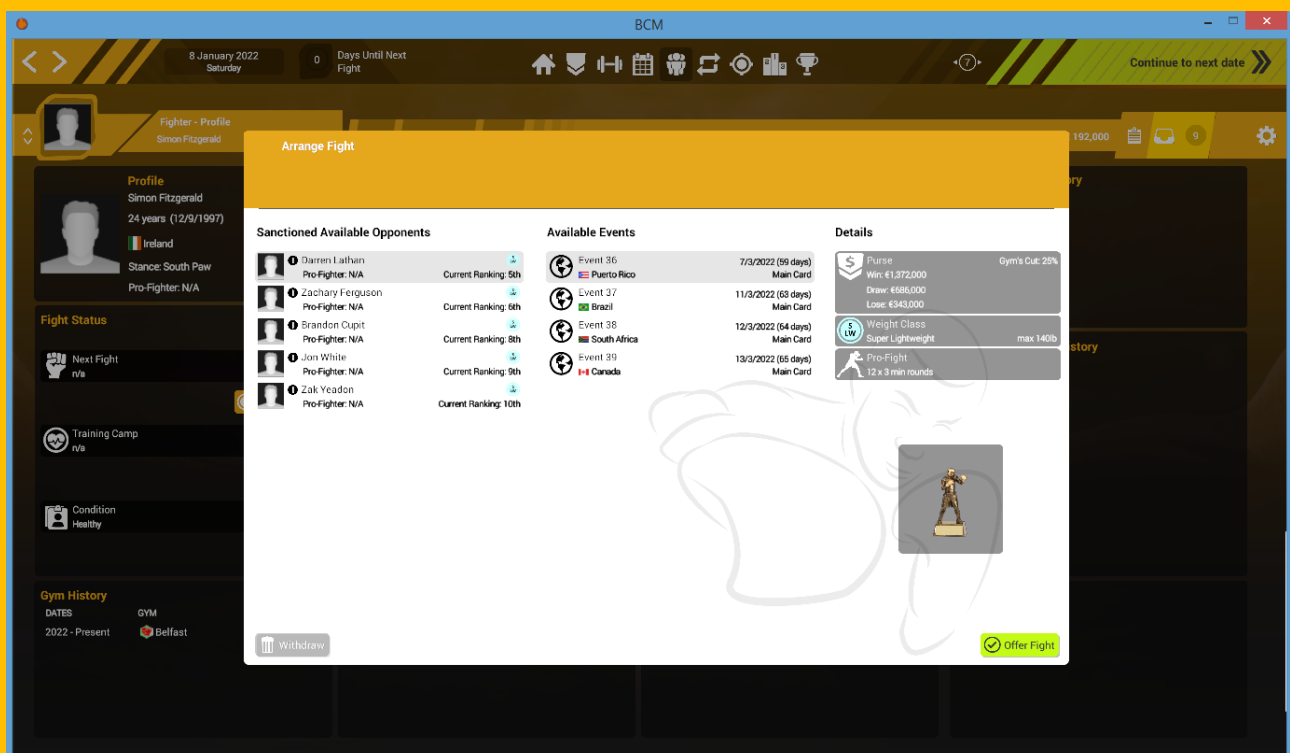 BCM
8 January 2022
Saturday
0
Days Until Next
Fight
7
Continue to next date
Fighter - Profile
Simon Fitzgerald
192,000
9
Arrange Fight
Profile
Simon Fitzgerald
24 years (12/9/1997)
Ireland
Stance: South Paw
Pro-Fighter: N/A
Fight Status
Next Fight
n/a
Training Camp
n/a
Condition
Healthy
Gym History
DATES GYM
2022 - Present Belfast
Sanctioned Available Opponents
Darren Lathan
Pro-Fighter: N/A Current Ranking: 5th
Zachary Ferguson
Pro-Fighter: N/A Current Ranking: 6th
Brandon Cupit
Pro-Fighter: N/A Current Ranking: 8th
Jon White
Pro-Fighter: N/A Current Ranking: 9th
Zak Yeadon
Pro-Fighter: N/A Current Ranking: 10th
Available Events
Event 36 7/3/2022 (59 days)
Puerto Rico Main Card
Event 37 11/3/2022 (63 days)
Brazil Main Card
Event 38 12/3/2022 (64 days)
South Africa Main Card
Event 39 13/3/2022 (65 days)
Canada Main Card
Details
Purse Gym's Cut: 25%
Win: €1,372,000
Draw: €686,000
Lose: €343,000
S
LW
Weight Class
Super Lightweight max 140lb
Pro-Fight
12 x 3 min rounds
Withdraw
Offer Fight